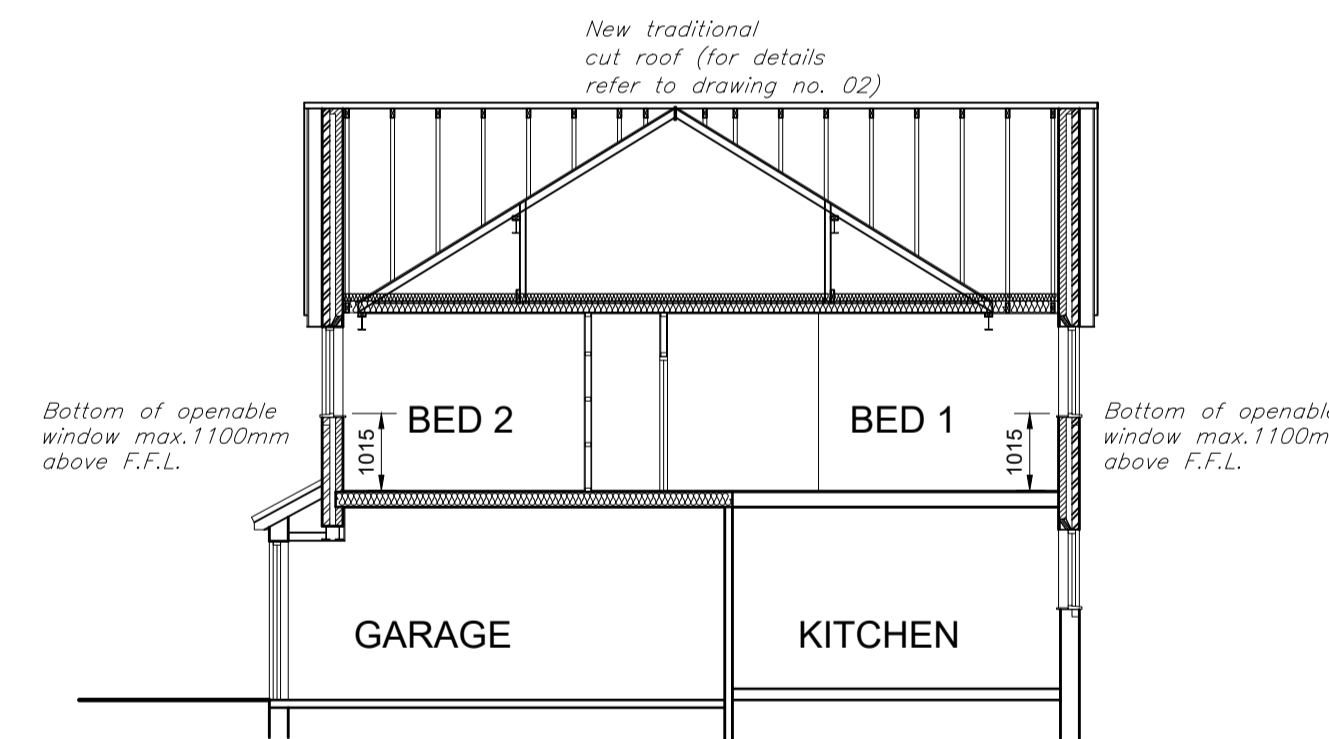 New traditional
cut roof (for details
refer to drawing no. 02)
Bottom of openable
window max.1100mm
above F.F.L.
1015
BED 2
BED 1
1015
Bottom of openable
window max.1100m
above F.F.L.
GARAGE
KITCHEN